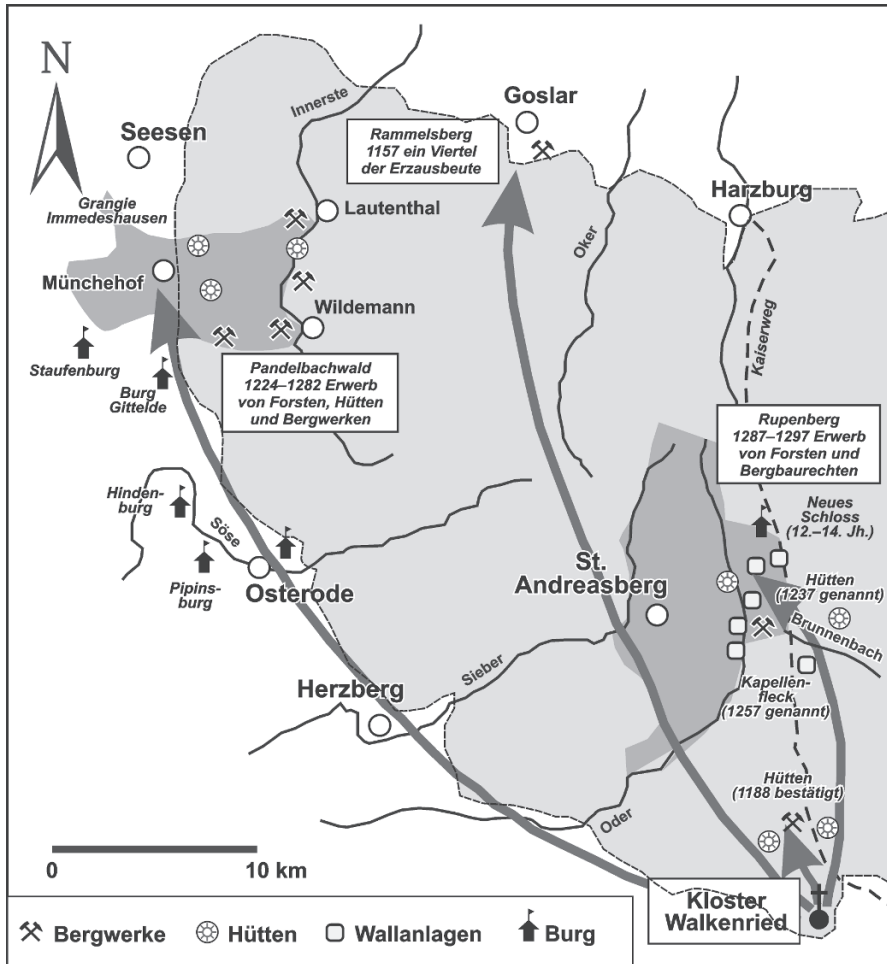 N
Goslar
Innerste
Seesen
Rammelsberg
1157 ein Viertel
der Erzausbeute
Harzburg
Grangie
Immedeshausen
Lautenthal
Oker
Münchehof
Kaiserweg
Wildemann
Staufenburg
Burg
Gittelde
Pandelbachwald
1224–1282 Erwerb
von Forsten, Hütten
und Bergwerken
Rupenberg
1287–1297 Erwerb
von Forsten und
Bergbaurechten
Hinden-
burg
Söse
Neues
Schloss
(12.–14. Jh.)
Pipins-
burg
Osterode
St.
Andreasberg
Hütten
(1237 genannt)
Brunnenbach
Sieber
Herzberg
Kapellen-
fleck
(1257 genannt)
Hütten
(1188 bestätigt)
Oder
0 10 km
Kloster
Walkenried
Bergwerke Hütten Wallanlagen Burg